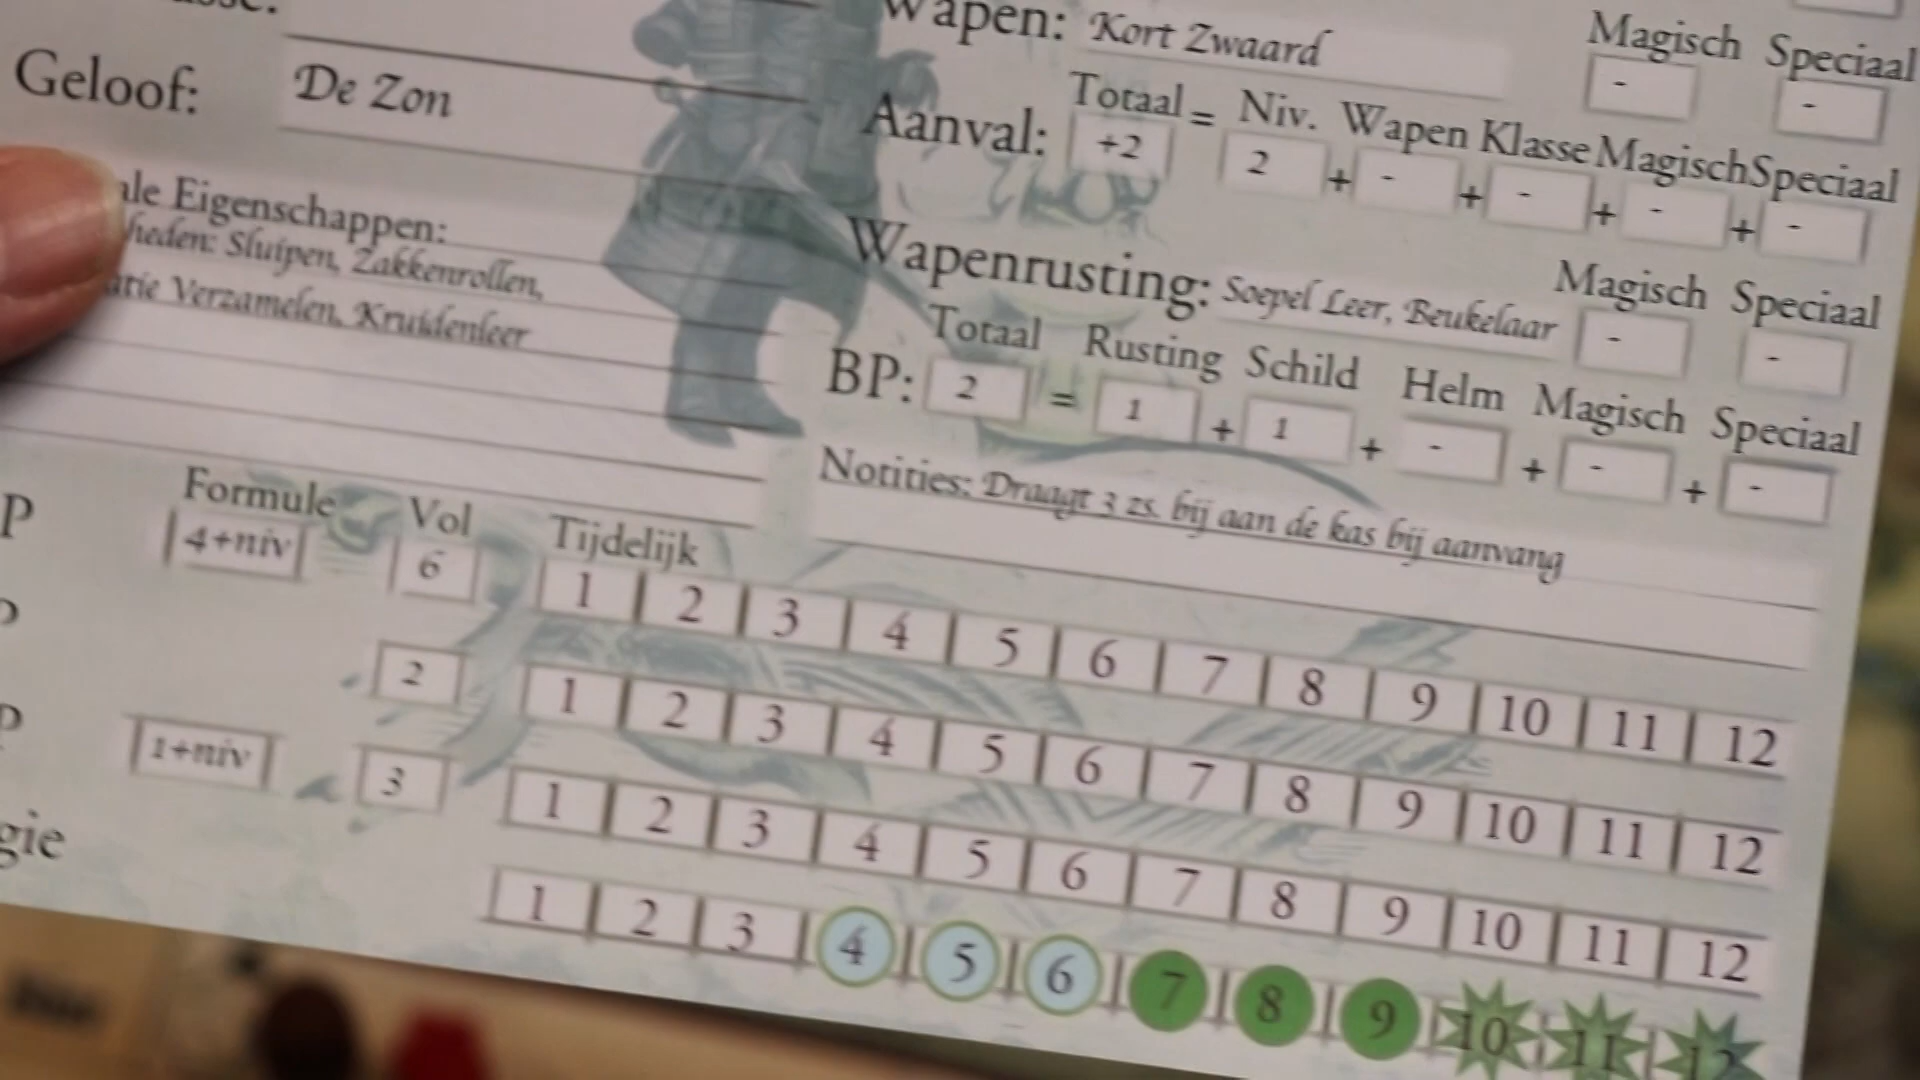 Wapen: Kort Zwaard
Magisch Speciaal
- -
Geloof: De Zon
Aanval: Totaal = Niv. Wapen Klasse Magisch Speciaal
+2 2 + - + - + - + -
Eigenschappen:
Sluipen, Zakkenrollen,
Verzamelen, Kruidenleer
Wapenrusting: Soepel Leer, Beukelaar
Magisch Speciaal
- -
Totaal Rusting Schild Helm Magisch Speciaal
BP: 2 = 1 + 1 + - + - + -
Notities: Draagt 3 zs. bij aan de kas bij aanvang
Formule Vol Tijdelijk
P 4+niv 6 1 2 3 4 5 6 7 8 9 10 11 12
2 1 2 3 4 5 6 7 8 9 10 11 12
P 1+niv 3 1 2 3 4 5 6 7 8 9 10 11 12
gie 1 2 3 4 5 6 7 8 9 10 11 12